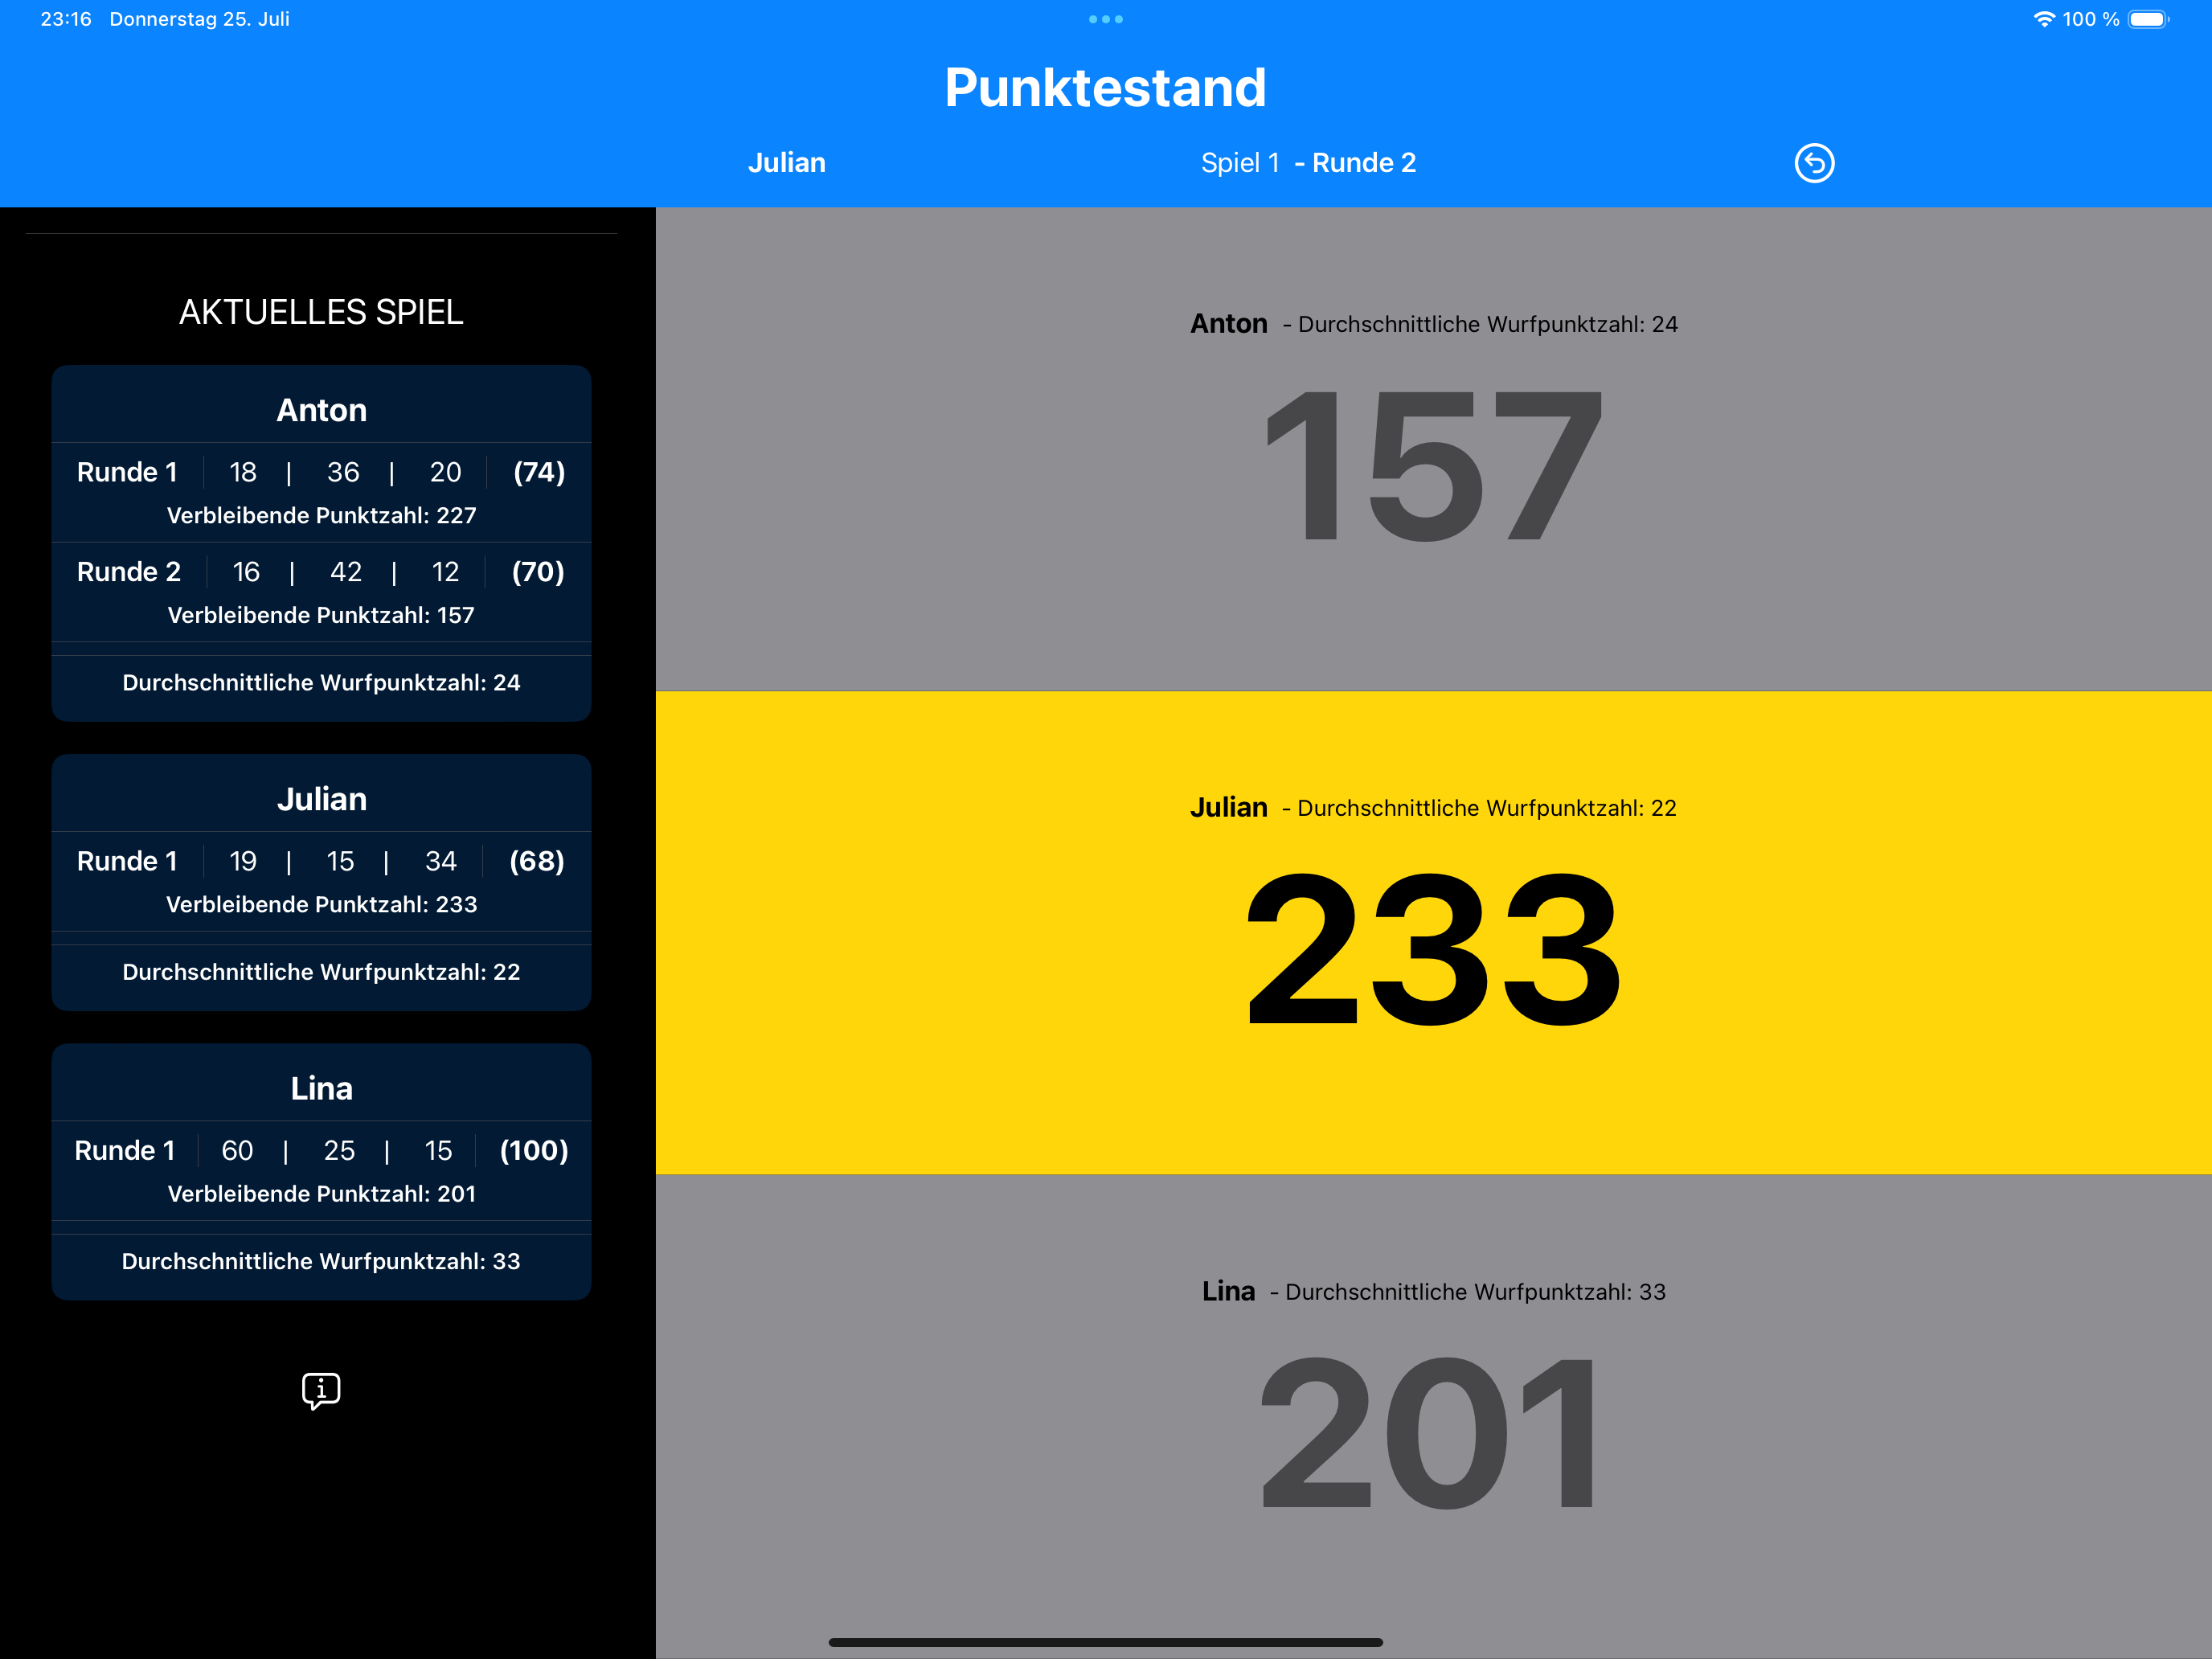 23:16 Donnerstag 25. Juli
100 %
Punktestand
Julian
Spiel 1 - Runde 2
AKTUELLES SPIEL
Anton
Runde 1 18 | 36 | 20 (74)
Verbleibende Punktzahl: 227
Runde 2 16 | 42 | 12 (70)
Verbleibende Punktzahl: 157
Durchschnittliche Wurfpunktzahl: 24
Julian
Runde 1 19 | 15 | 34 (68)
Verbleibende Punktzahl: 233
Durchschnittliche Wurfpunktzahl: 22
Lina
Runde 1 60 | 25 | 15 (100)
Verbleibende Punktzahl: 201
Durchschnittliche Wurfpunktzahl: 33
Anton - Durchschnittliche Wurfpunktzahl: 24
157
Julian - Durchschnittliche Wurfpunktzahl: 22
233
Lina - Durchschnittliche Wurfpunktzahl: 33
201